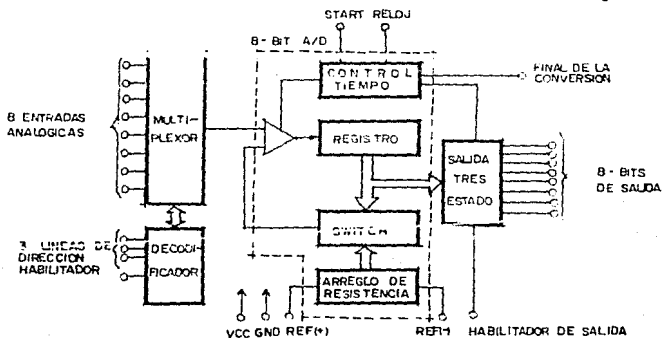 START RELOJ
8-BIT A/D
CONTROL
TIEMPO
FINAL DE LA
CONVERSION
8 ENTRADAS
ANALOGICAS
MULTI-
PLEXOR
REGISTRO
SALIDA
TRES
ESTADO
8-BITS
DE SALIDA
SWITCH
3 LINEAS DE
DIRECCION
HABILITADOR
DECODI-
FICADOR
ARREGLO DE
RESISTENCIA
VCC GND REF(+)
REF(-)
HABILITADOR DE SALIDA